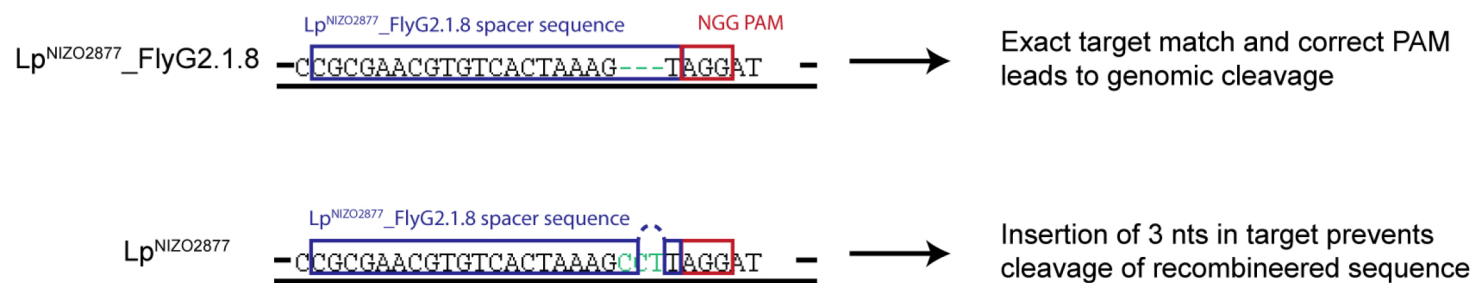 Lp^NIZO2877_FlyG2.1.8 spacer sequence NGG PAM
Lp^NIZO2877_FlyG2.1.8 CCGCGAACGTGTCACTAAAG---TAGGAT Exact target match and correct PAM
leads to genomic cleavage
Lp^NIZO2877_FlyG2.1.8 spacer sequence
Lp^NIZO2877 CCGCGAACGTGTCACTAAAGCCTTAGGAT Insertion of 3 nts in target prevents
cleavage of recombineered sequence